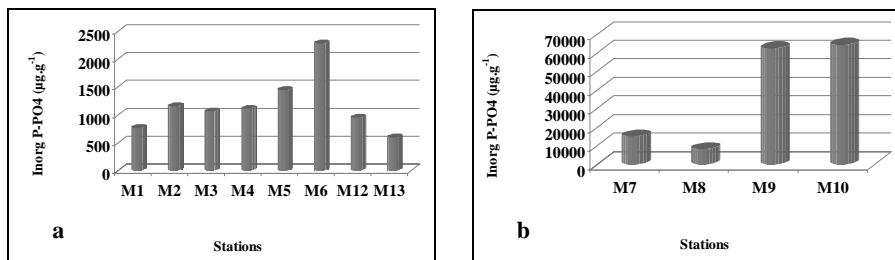 Inorg P-PO4 (µg.g-1)
2500
2000
1500
1000
500
0
M1 M2 M3 M4 M5 M6 M12 M13
a
Stations
Inorg P-PO4 (µg.g-1)
70000
60000
50000
40000
30000
20000
10000
0
M7 M8 M9 M10
b
Stations